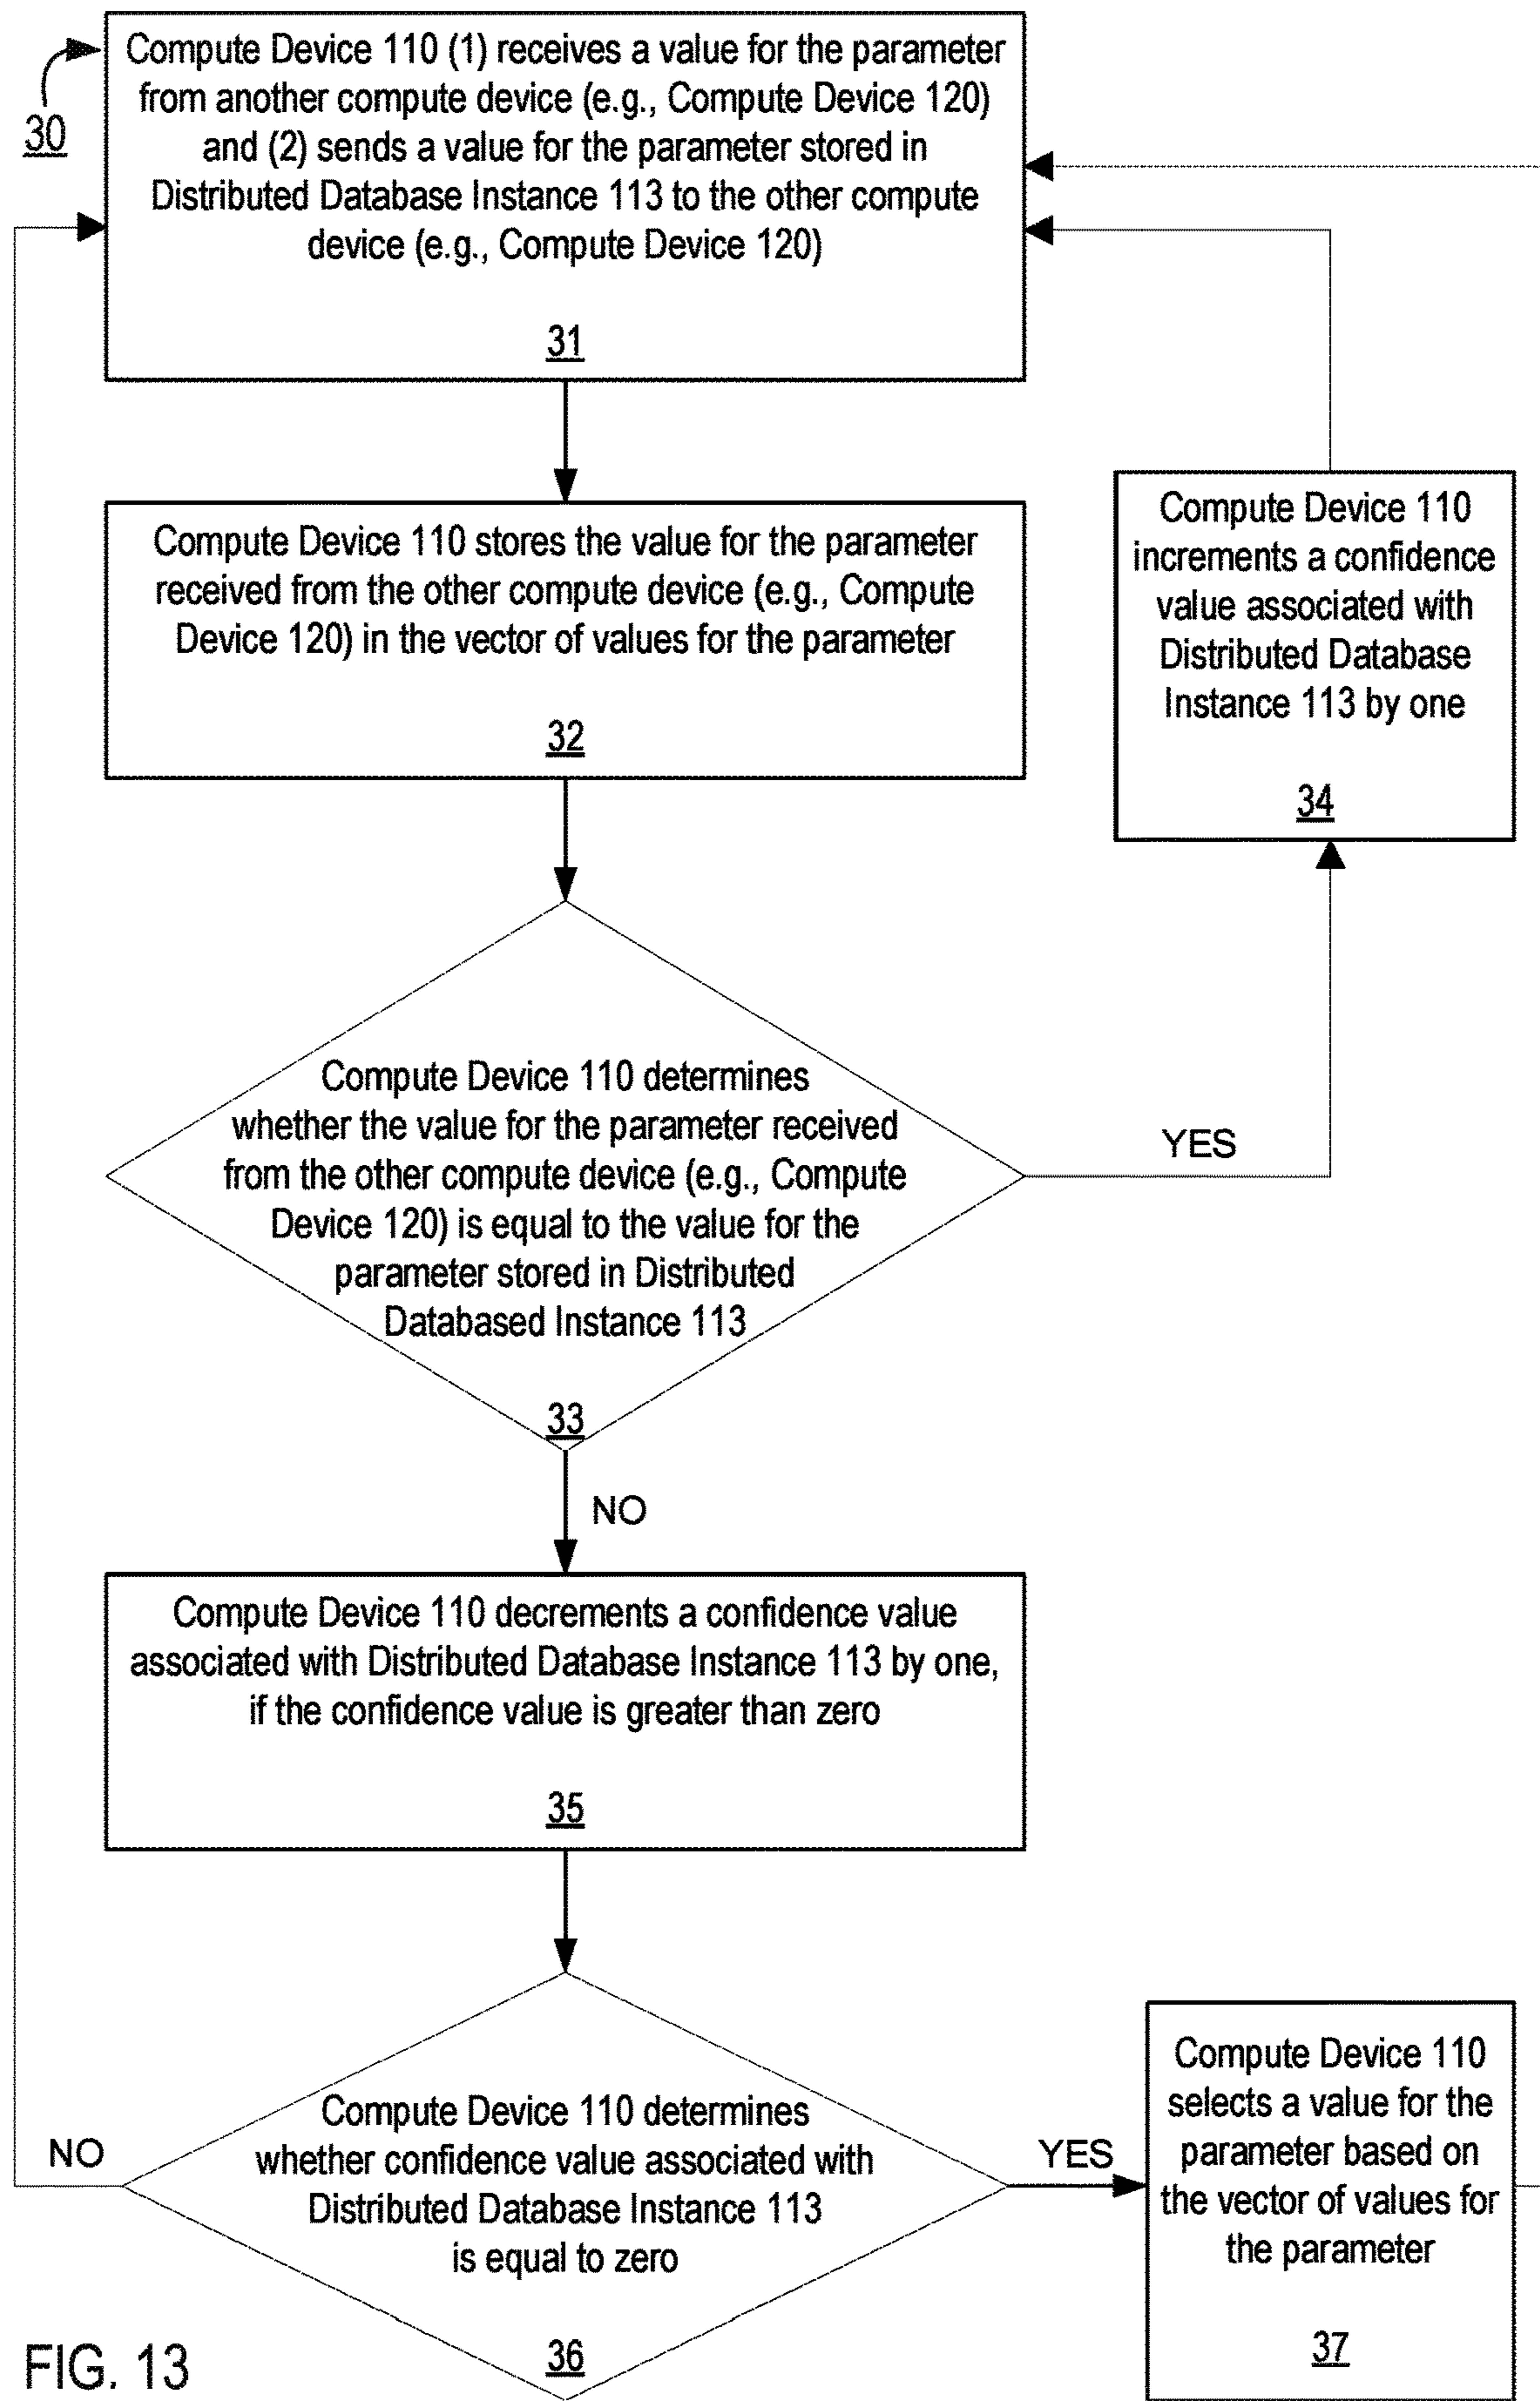 30
Compute Device 110 (1) receives a value for the parameter
from another compute device (e.g., Compute Device 120)
and (2) sends a value for the parameter stored in
Distributed Database Instance 113 to the other compute
device (e.g., Compute Device 120)
31
Compute Device 110 stores the value for the parameter
received from the other compute device (e.g., Compute
Device 120) in the vector of values for the parameter
32
Compute Device 110
increments a confidence
value associated with
Distributed Database
Instance 113 by one
34
Compute Device 110 determines
whether the value for the parameter received
from the other compute device (e.g., Compute
Device 120) is equal to the value for the
parameter stored in Distributed
Databased Instance 113
33
YES
NO
Compute Device 110 decrements a confidence value
associated with Distributed Database Instance 113 by one,
if the confidence value is greater than zero
35
Compute Device 110 determines
whether confidence value associated with
Distributed Database Instance 113
is equal to zero
36
NO
YES
Compute Device 110
selects a value for the
parameter based on
the vector of values for
the parameter
37
FIG. 13